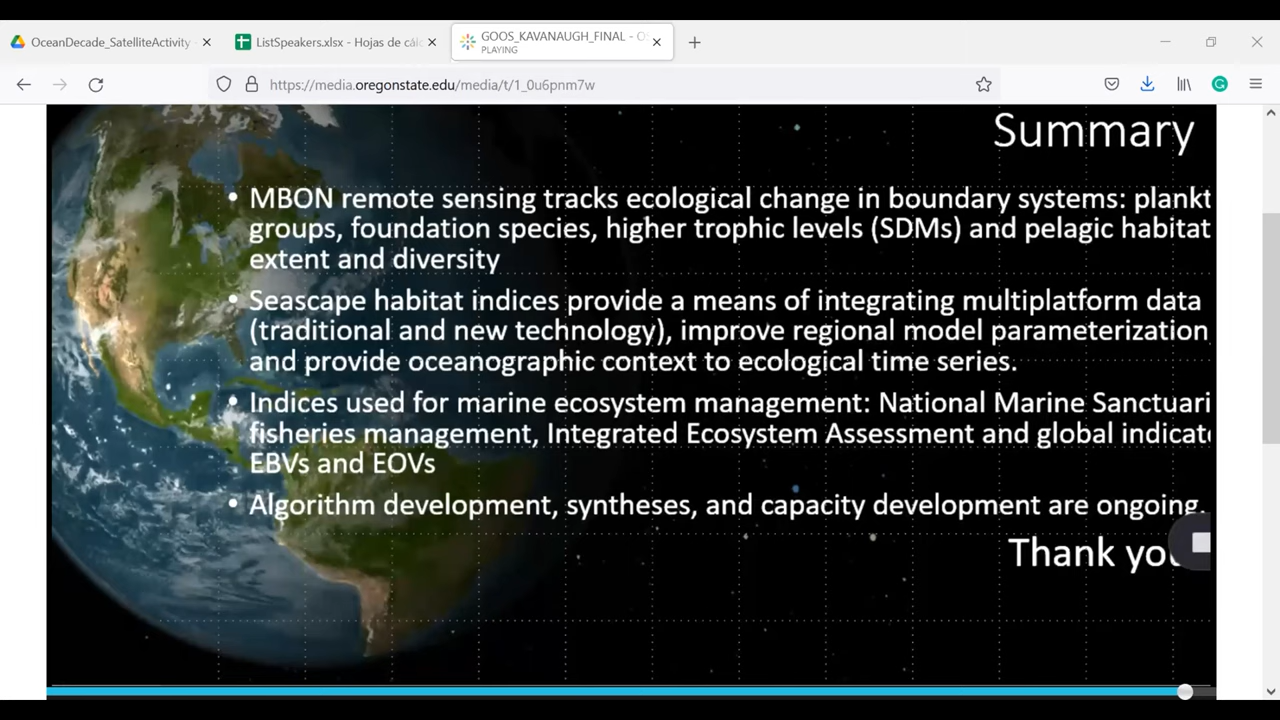 OceanDecade_SatelliteActivity
ListSpeakers.xlsx - Hojas de cálc
GOOS_KAVANAUGH_FINAL - O
PLAYING
https://media.oregonstate.edu/media/t/1_0u6pnm7w
Summary
• MBON remote sensing tracks ecological change in boundary systems: plankt
groups, foundation species, higher trophic levels (SDMs) and pelagic habitat
extent and diversity
• Seascape habitat indices provide a means of integrating multiplatform data
(traditional and new technology), improve regional model parameterization
and provide oceanographic context to ecological time series.
• Indices used for marine ecosystem management: National Marine Sanctuari
fisheries management, Integrated Ecosystem Assessment and global indicat
EBVs and EOVs
• Algorithm development, syntheses, and capacity development are ongoing.
Thank you